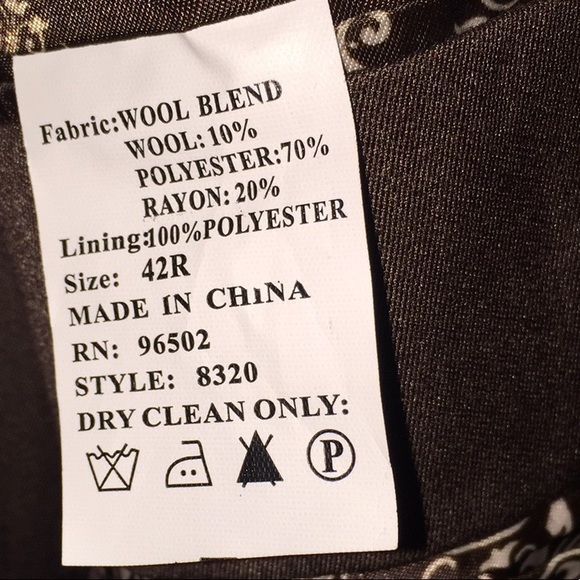 Fabric:WOOL BLEND
WOOL:10%
POLYESTER:70%
RAYON:20%
Lining:100%POLYESTER
Size: 42R
MADE IN CHINA
RN: 96502
STYLE: 8320
DRY CLEAN ONLY:
P